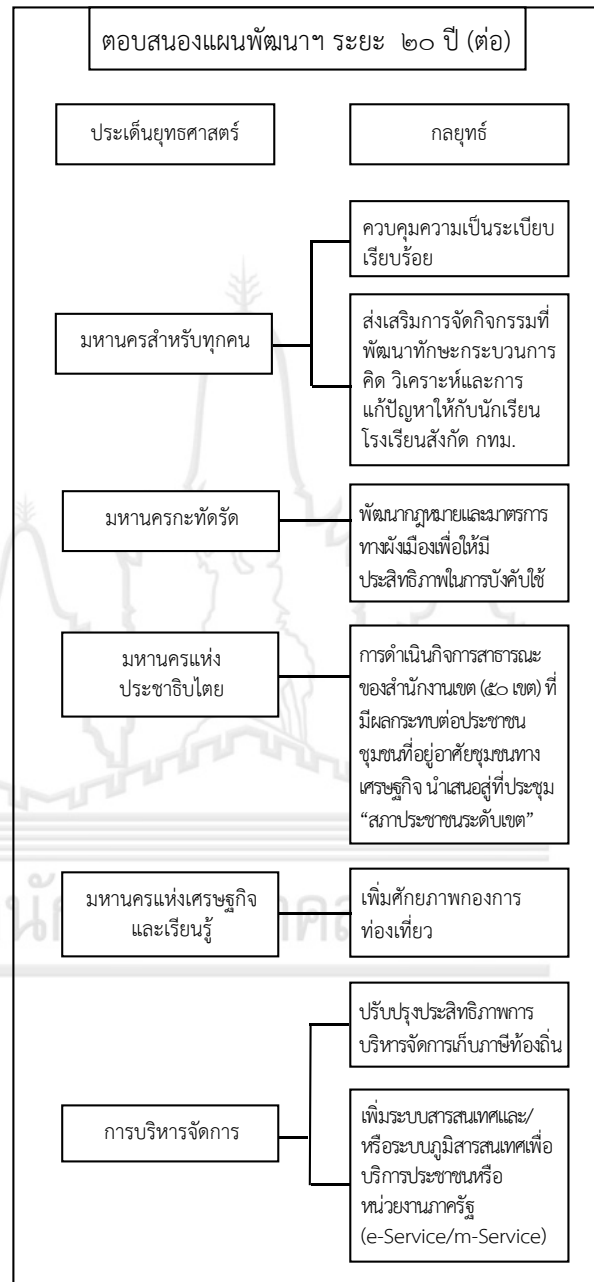 ตอบสนองแผนพัฒนาฯ ระยะ ๒๐ ปี (ต่อ)
ประเด็นยุทธศาสตร์
กลยุทธ์
มหานครสำหรับทุกคน
ควบคุมความเป็นระเบียบ
เรียบร้อย
ส่งเสริมการจัดกิจกรรมที่
พัฒนาทักษะกระบวนการ
คิด วิเคราะห์และการ
แก้ปัญหาให้กับนักเรียน
โรงเรียนสังกัด กทม.
มหานครกะทัดรัด
พัฒนากฎหมายและมาตรการ
ทางผังเมืองเพื่อให้มี
ประสิทธิภาพในการบังคับใช้
มหานครแห่ง
ประชาธิบไตย
การดำเนินกิจการสาธารณะ
ของสำนักงานเขต (๕๐ เขต) ที่
มีผลกระทบต่อประชาชน
ชุมชนที่อยู่อาศัยชุมชนทาง
เศรษฐกิจ นำเสนอสู่ที่ประชุม
“สภาประชาชนระดับเขต”
มหานครแห่งเศรษฐกิจ
และเรียนรู้
เพิ่มศักยภาพกองการ
ท่องเที่ยว
การบริหารจัดการ
ปรับปรุงประสิทธิภาพการ
บริหารจัดการเก็บภาษีท้องถิ่น
เพิ่มระบบสารสนเทศและ/
หรือระบบภูมิสารสนเทศเพื่อ
บริการประชาชนหรือ
หน่วยงานภาครัฐ
(e-Service/m-Service)